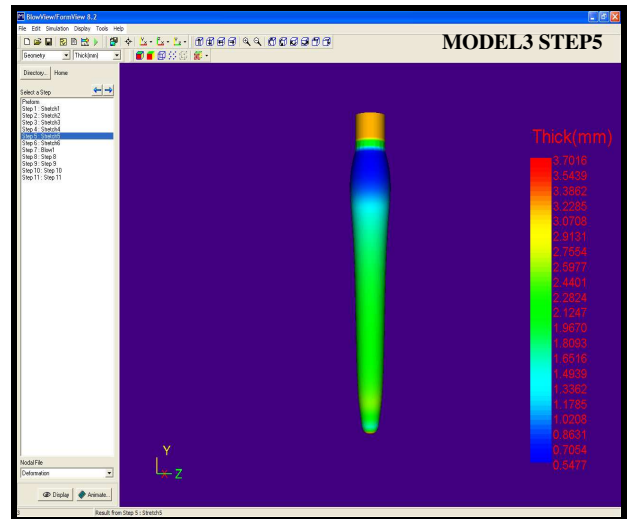 BlowView/FormView 8.2
File Edit Simulation Display Tools Help
MODEL3 STEP5
Geometry Thick(mm)
Directory... Home
Select a Step
Preform
Step 1 : Stretch1
Step 2 : Stretch2
Step 3 : Stretch3
Step 4 : Stretch4
Step 5 : Stretch5
Step 6 : Stretch6
Step 7 : Blow1
Step 8 : Step 8
Step 9 : Step 9
Step 10 : Step 10
Step 11 : Step 11
Thick(mm)
3.7016
3.5439
3.3862
3.2285
3.0708
2.9131
2.7554
2.5977
2.4401
2.2824
2.1247
1.9670
1.8093
1.6516
1.4939
1.3362
1.1785
1.0208
0.8631
0.7054
0.5477
Y
X Z
Nodal File
Deformation
Display Animate...
3 Result from Step 5 : Stretch5